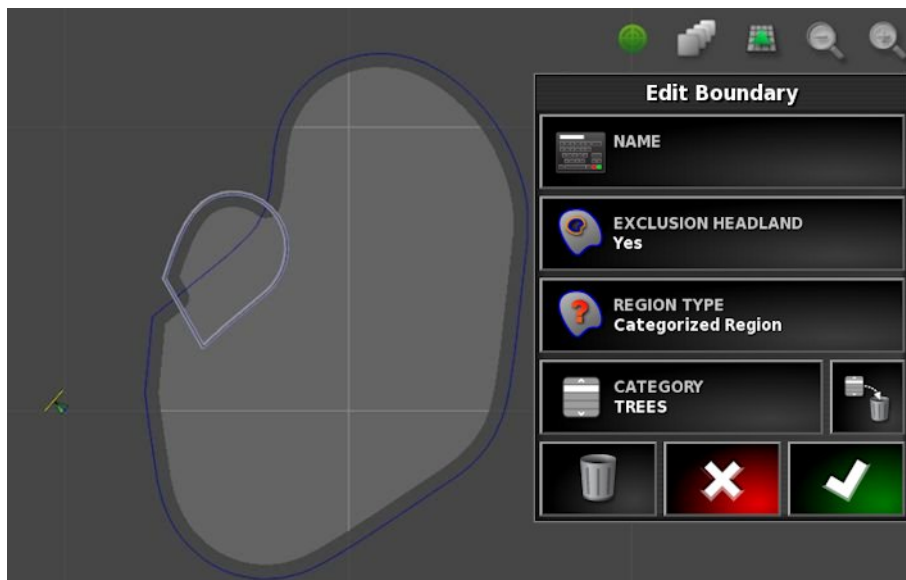 Edit Boundary
NAME
EXCLUSION HEADLAND
Yes
REGION TYPE
Categorized Region
CATEGORY
TREES